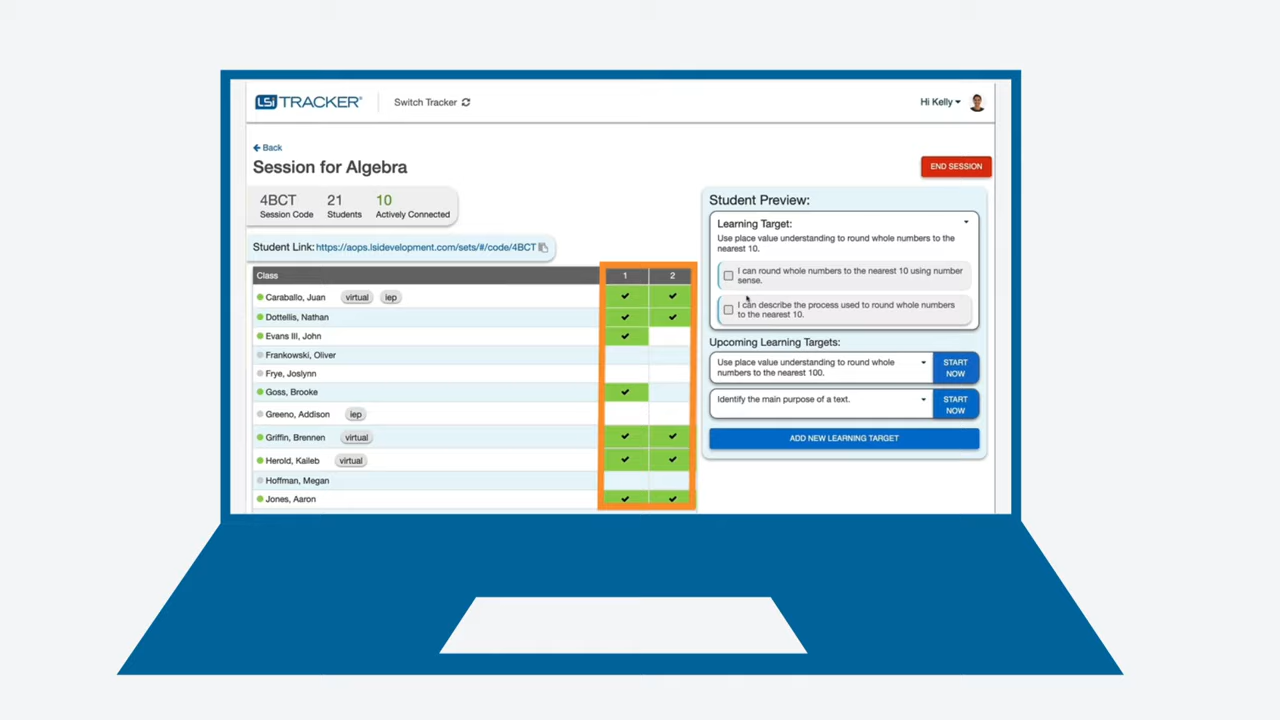 LSi TRACKER®
Switch Tracker
Hi Kelly
Back
Session for Algebra
END SESSION
4BCT
21
10
Session Code
Students
Actively Connected
Student Link: https://aops.lsidevelopment.com/sets/#/code/4BCT
Class
1
2
Caraballo, Juan
virtual
iep
Dottellis, Nathan
Evans III, John
Frankowski, Oliver
Frye, Joslynn
Goss, Brooke
Greeno, Addison
iep
Griffin, Brennen
virtual
Herold, Kaileb
virtual
Hoffman, Megan
Jones, Aaron
Student Preview:
Learning Target:
Use place value understanding to round whole numbers to the
nearest 10.
I can round whole numbers to the nearest 10 using number
sense.
I can describe the process used to round whole numbers
to the nearest 10.
Upcoming Learning Targets:
Use place value understanding to round whole
numbers to the nearest 100.
START
NOW
Identify the main purpose of a text.
START
NOW
ADD NEW LEARNING TARGET